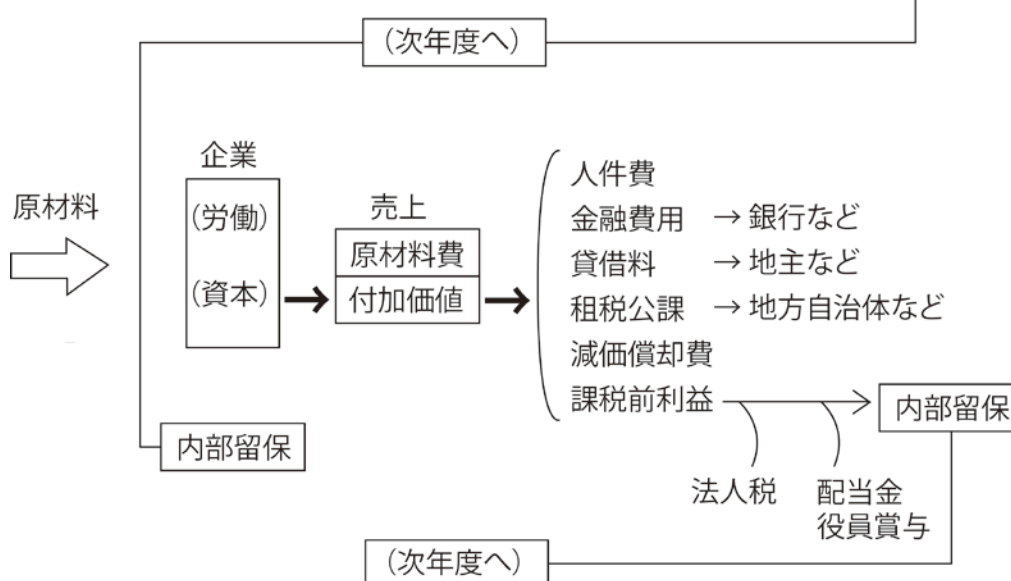 (次年度へ)
企業
原材料
(労働)
(資本)
売上
原材料費
付加価値
人件費
金融費用 → 銀行など
貸借料 → 地主など
租税公課 → 地方自治体など
減価償却費
課税前利益
内部留保
内部留保
法人税
配当金
役員賞与
(次年度へ)